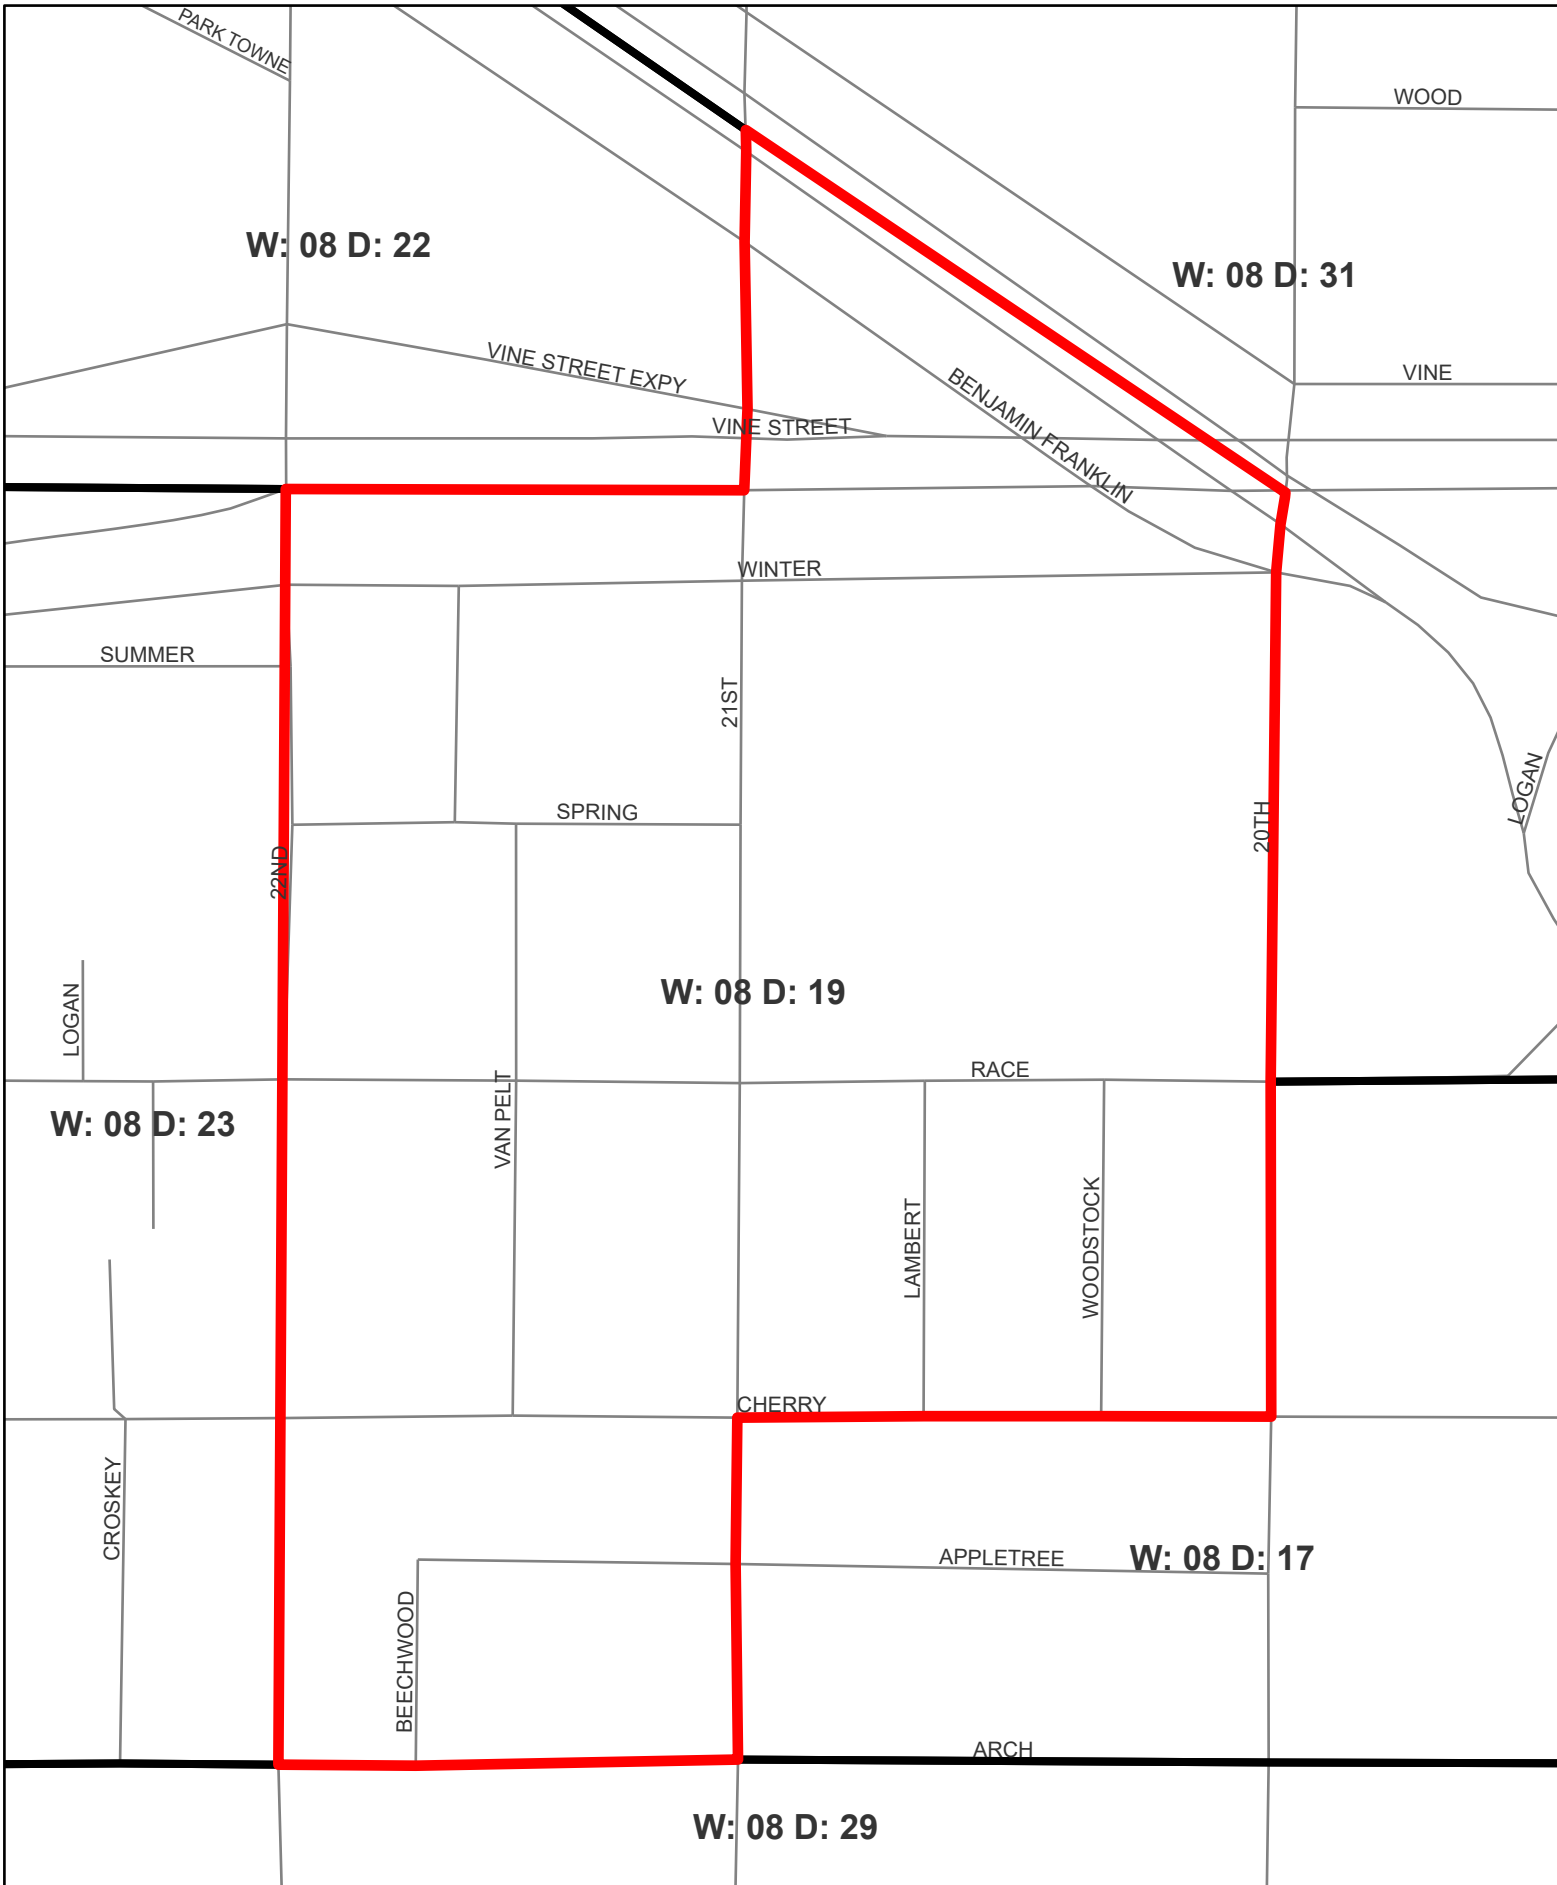 PARK TOWNE
WOOD
W: 08 D: 22
W: 08 D: 31
VINE STREET EXPY
VINE
BENJAMIN FRANKLIN
VINE STREET
WINTER
SUMMER
21ST
LOGAN
SPRING
20TH
22ND
W: 08 D: 19
LOGAN
RACE
W: 08 D: 23
VAN PELT
LAMBERT
WOODSTOCK
CHERRY
CROSKEY
APPLETREE
W: 08 D: 17
BEECHWOOD
ARCH
W: 08 D: 29